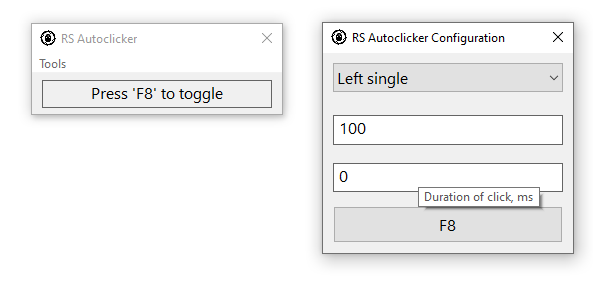 RS Autoclicker
Tools
Press 'F8' to toggle
RS Autoclicker Configuration
Left single
100
0
Duration of click, ms
F8